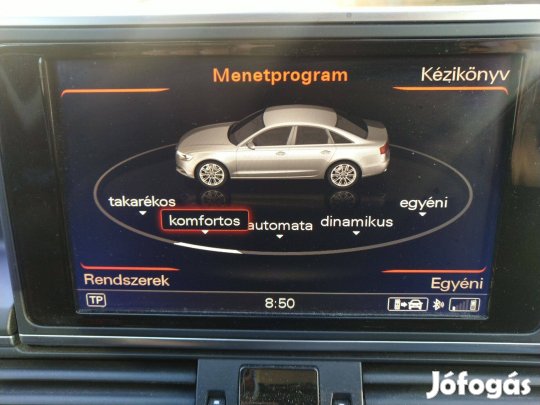 Menetprogram
Kézikönyv
takarékos
komfortos
automata
dinamikus
egyéni
Rendszerek
Egyéni
TP
8:50
Jófogás